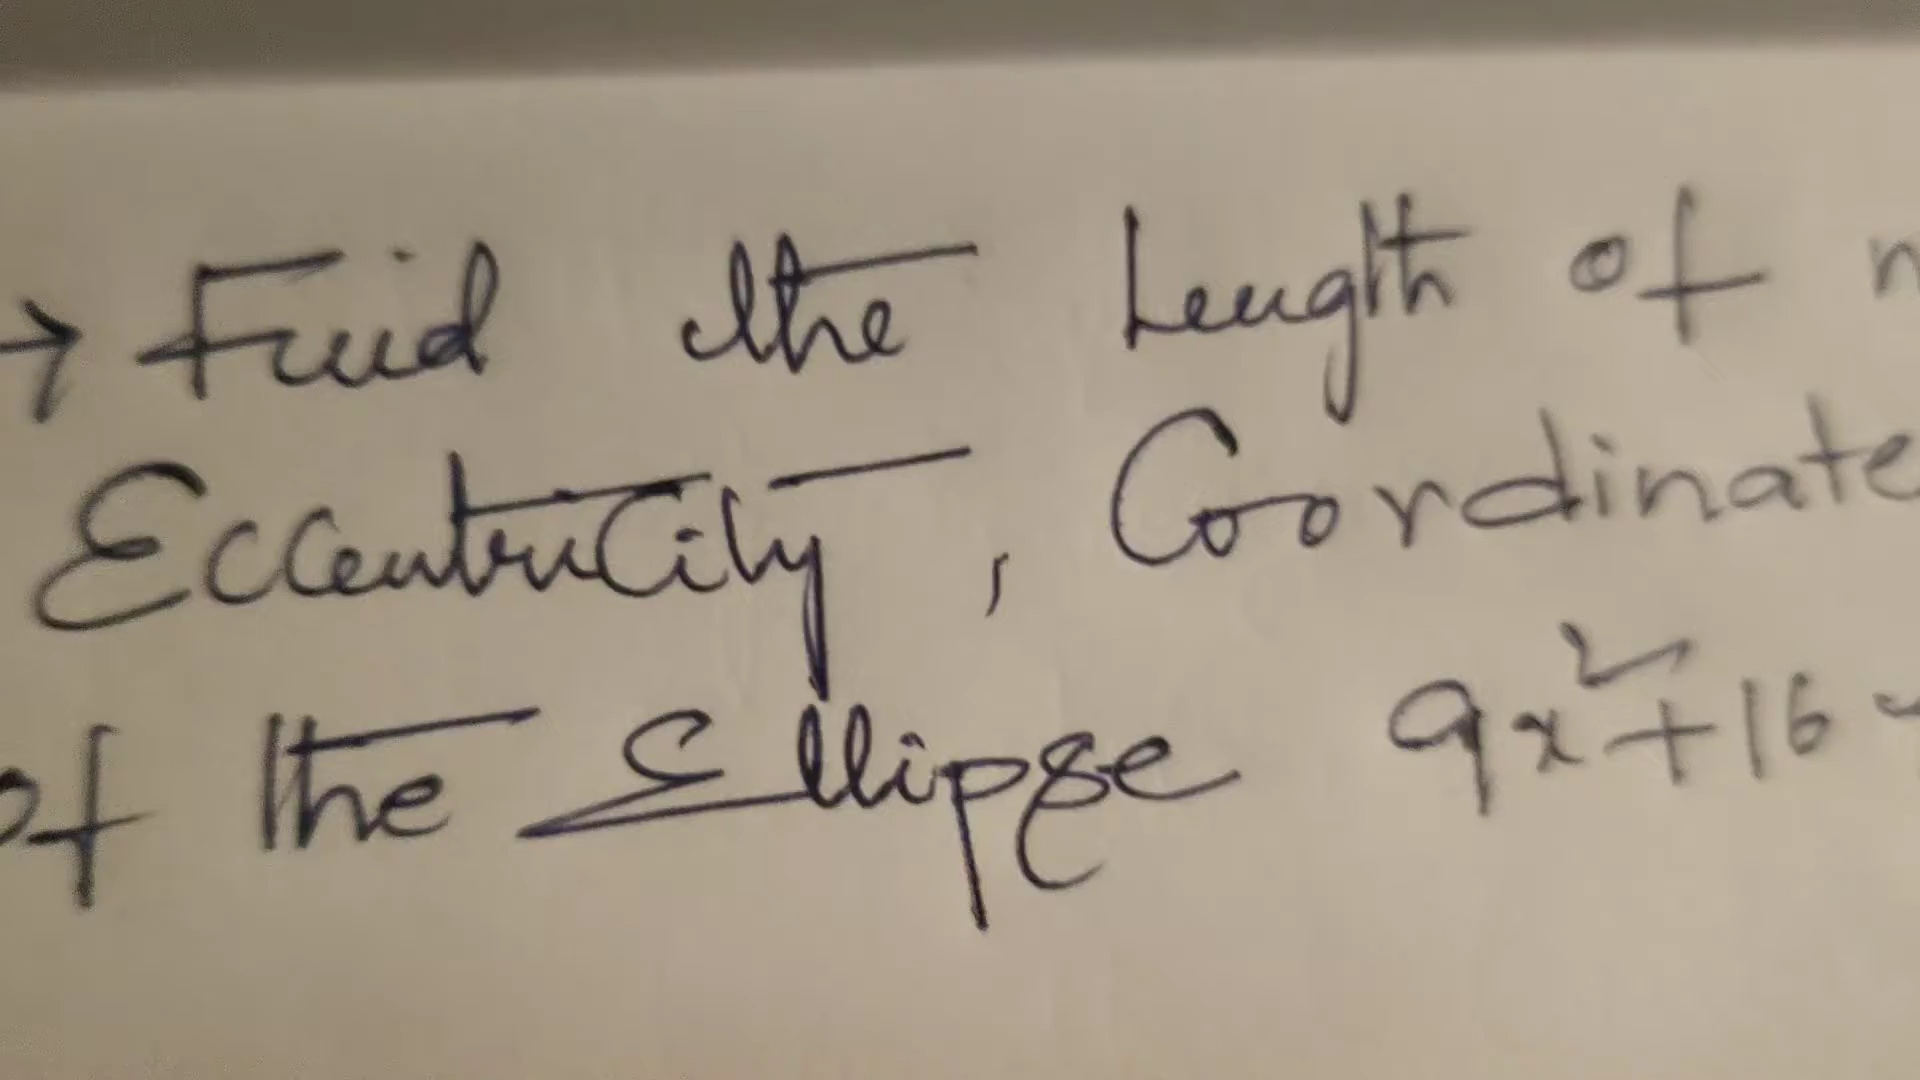 → Find the Length of
Eccentricity, Coordinate
of the Ellipse 9x²+16